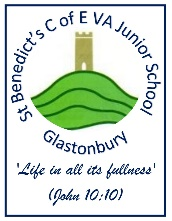 St Benedict's C of E VA Junior School
Glastonbury
'Life in all its fullness'
(John 10:10)